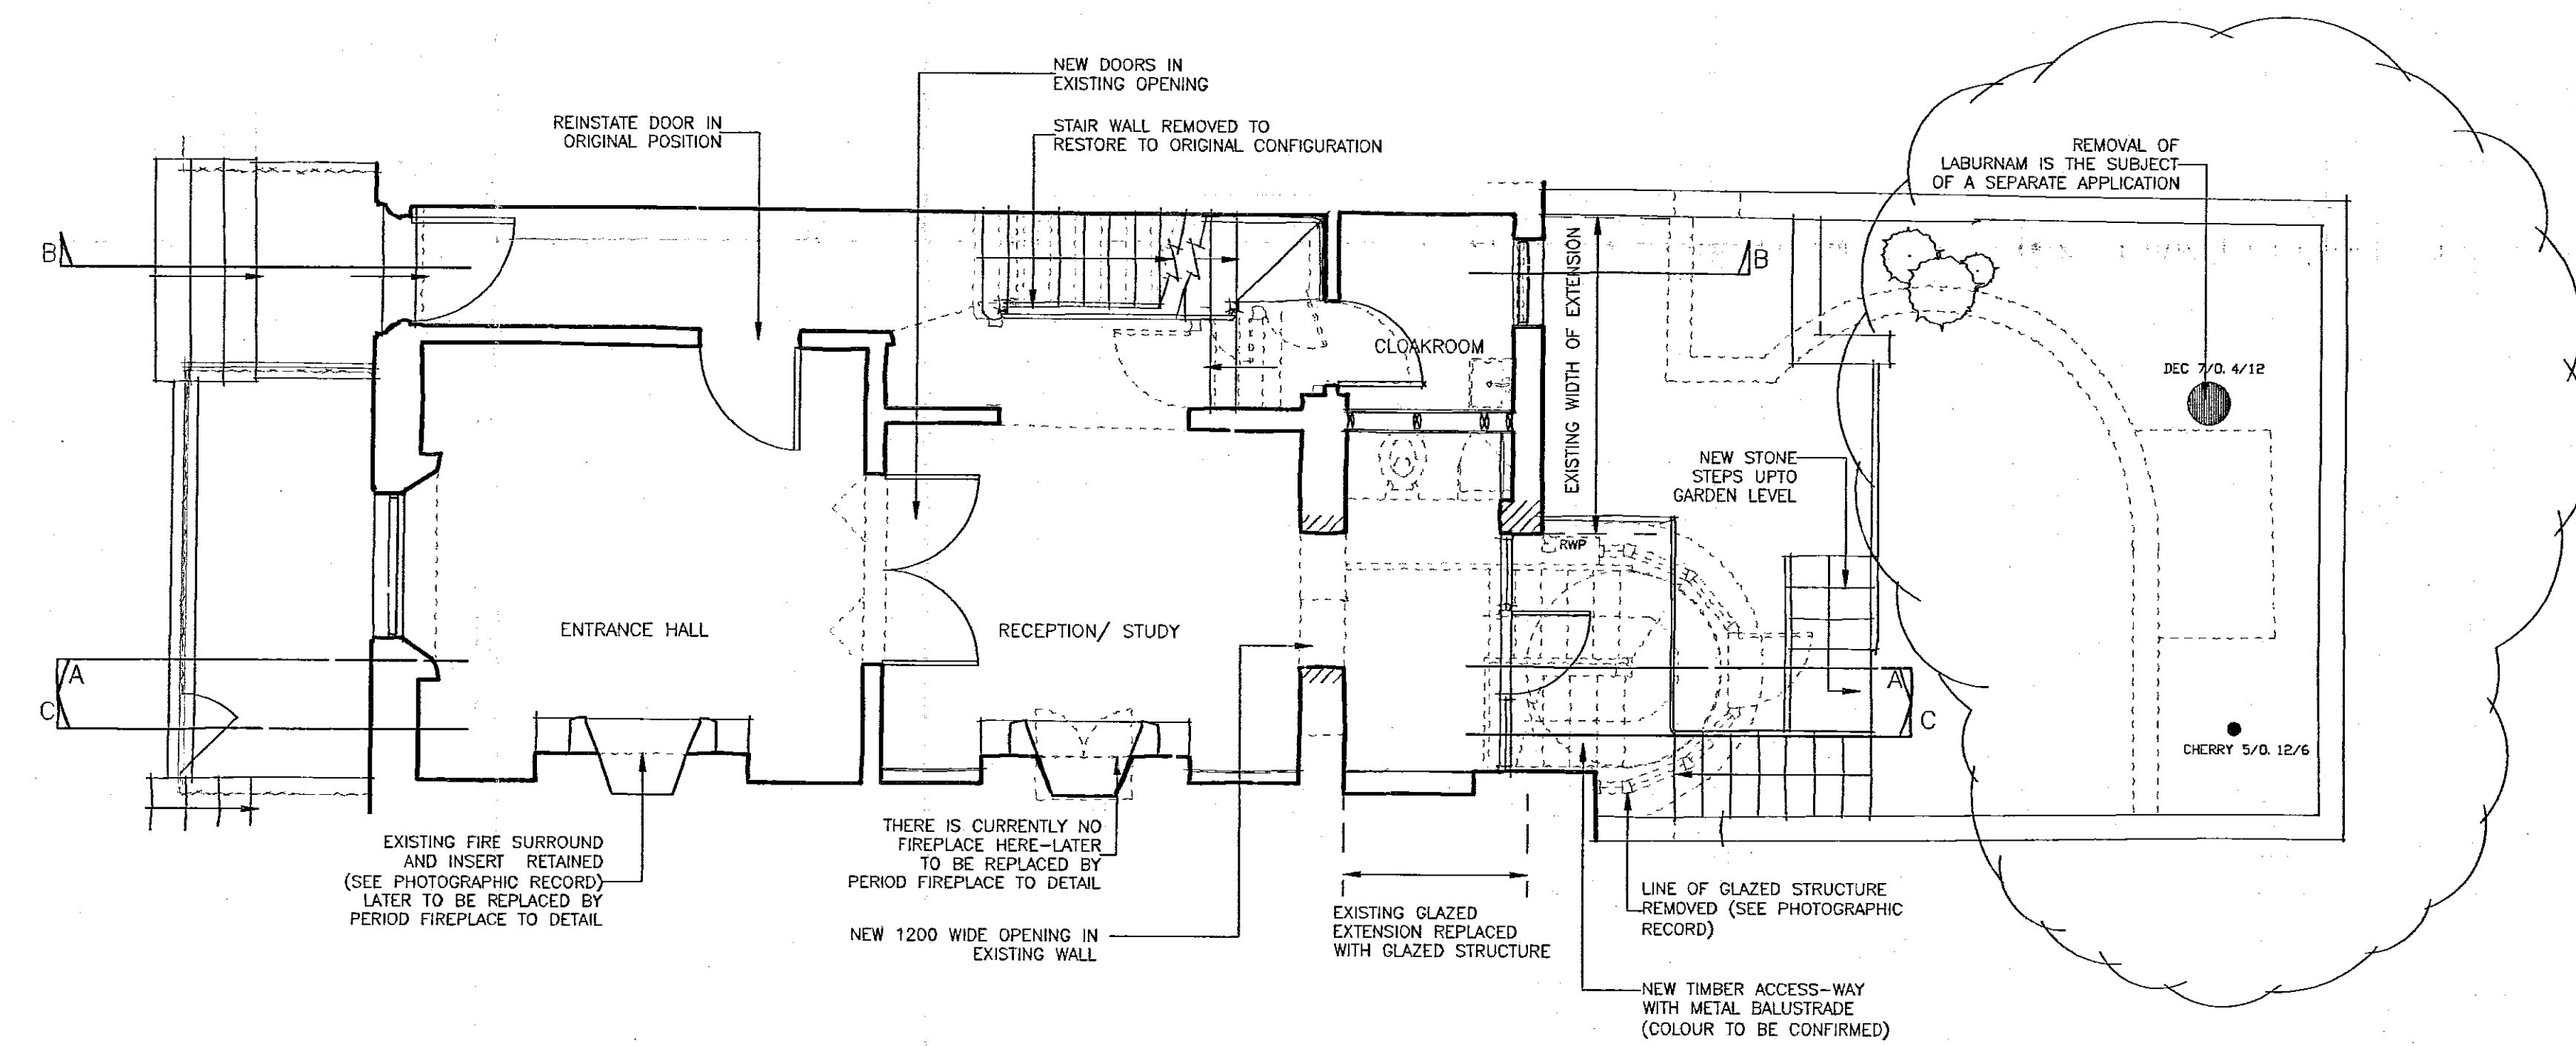 NEW DOORS IN
EXISTING OPENING
REINSTATE DOOR IN
ORIGINAL POSITION
STAIR WALL REMOVED TO
RESTORE TO ORIGINAL CONFIGURATION
REMOVAL OF
LABURNAM IS THE SUBJECT
OF A SEPARATE APPLICATION
B
B
EXISTING WIDTH OF EXTENSION
CLOAKROOM
DEC 7/0. 4/12
NEW STONE
STEPS UPTO
GARDEN LEVEL
RWP
ENTRANCE HALL
RECEPTION/ STUDY
A
C
A
C
CHERRY 5/0. 12/6
EXISTING FIRE SURROUND
AND INSERT RETAINED
(SEE PHOTOGRAPHIC RECORD)
LATER TO BE REPLACED BY
PERIOD FIREPLACE TO DETAIL
THERE IS CURRENTLY NO
FIREPLACE HERE-LATER
TO BE REPLACED BY
PERIOD FIREPLACE TO DETAIL
NEW 1200 WIDE OPENING IN
EXISTING WALL
EXISTING GLAZED
EXTENSION REPLACED
WITH GLAZED STRUCTURE
LINE OF GLAZED STRUCTURE
REMOVED (SEE PHOTOGRAPHIC
RECORD)
NEW TIMBER ACCESS-WAY
WITH METAL BALUSTRADE
(COLOUR TO BE CONFIRMED)